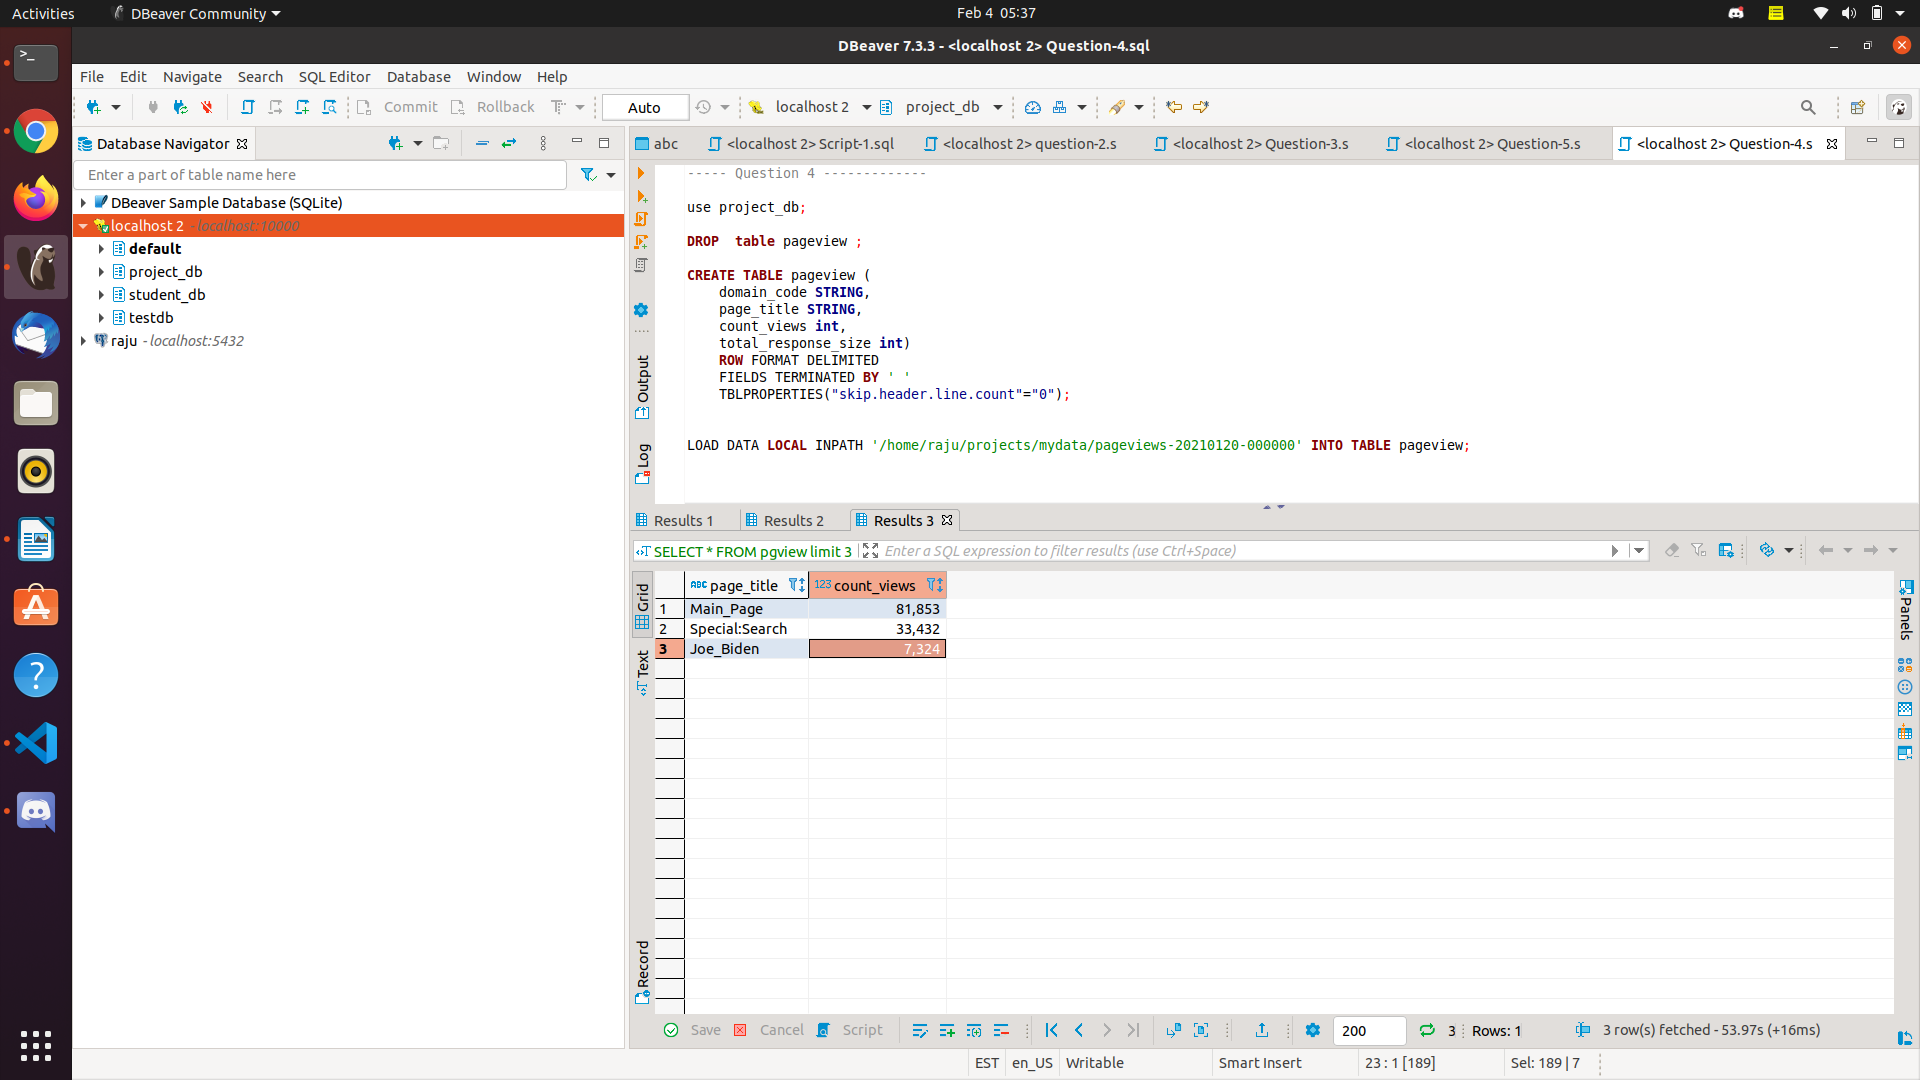 Activities
DBeaver Community
Feb 4 05:37
DBeaver 7.3.3 - <localhost 2> Question-4.sql
File Edit Navigate Search SQL Editor Database Window Help
Commit Rollback Auto localhost 2 project_db
Database Navigator
Enter a part of table name here
DBeaver Sample Database (SQLite)
localhost 2 - localhost:10000
default
project_db
student_db
testdb
raju - localhost:5432
abc
<localhost 2> Script-1.sql
<localhost 2> question-2.s
<localhost 2> Question-3.s
<localhost 2> Question-5.s
<localhost 2> Question-4.s
----- Question 4 -------------
use project_db;
DROP  table pageview ;
CREATE TABLE pageview (
domain_code STRING,
page_title STRING,
count_views int,
total_response_size int)
ROW FORMAT DELIMITED
FIELDS TERMINATED BY ' '
TBLPROPERTIES("skip.header.line.count"="0");
LOAD DATA LOCAL INPATH '/home/raju/projects/mydata/pageviews-20210120-000000' INTO TABLE pageview;
Output
Log
Results 1
Results 2
Results 3
SELECT * FROM pgview limit 3
Enter a SQL expression to filter results (use Ctrl+Space)
Grid
Text
Record
Panels
ABC page_title 123 count_views
1 Main_Page 81,853
2 Special:Search 33,432
3 Joe_Biden 7,324
Save Cancel Script 200 3 Rows: 1 3 row(s) fetched - 53.97s (+16ms)
EST en_US Writable Smart Insert 23 : 1 [189] Sel: 189 | 7